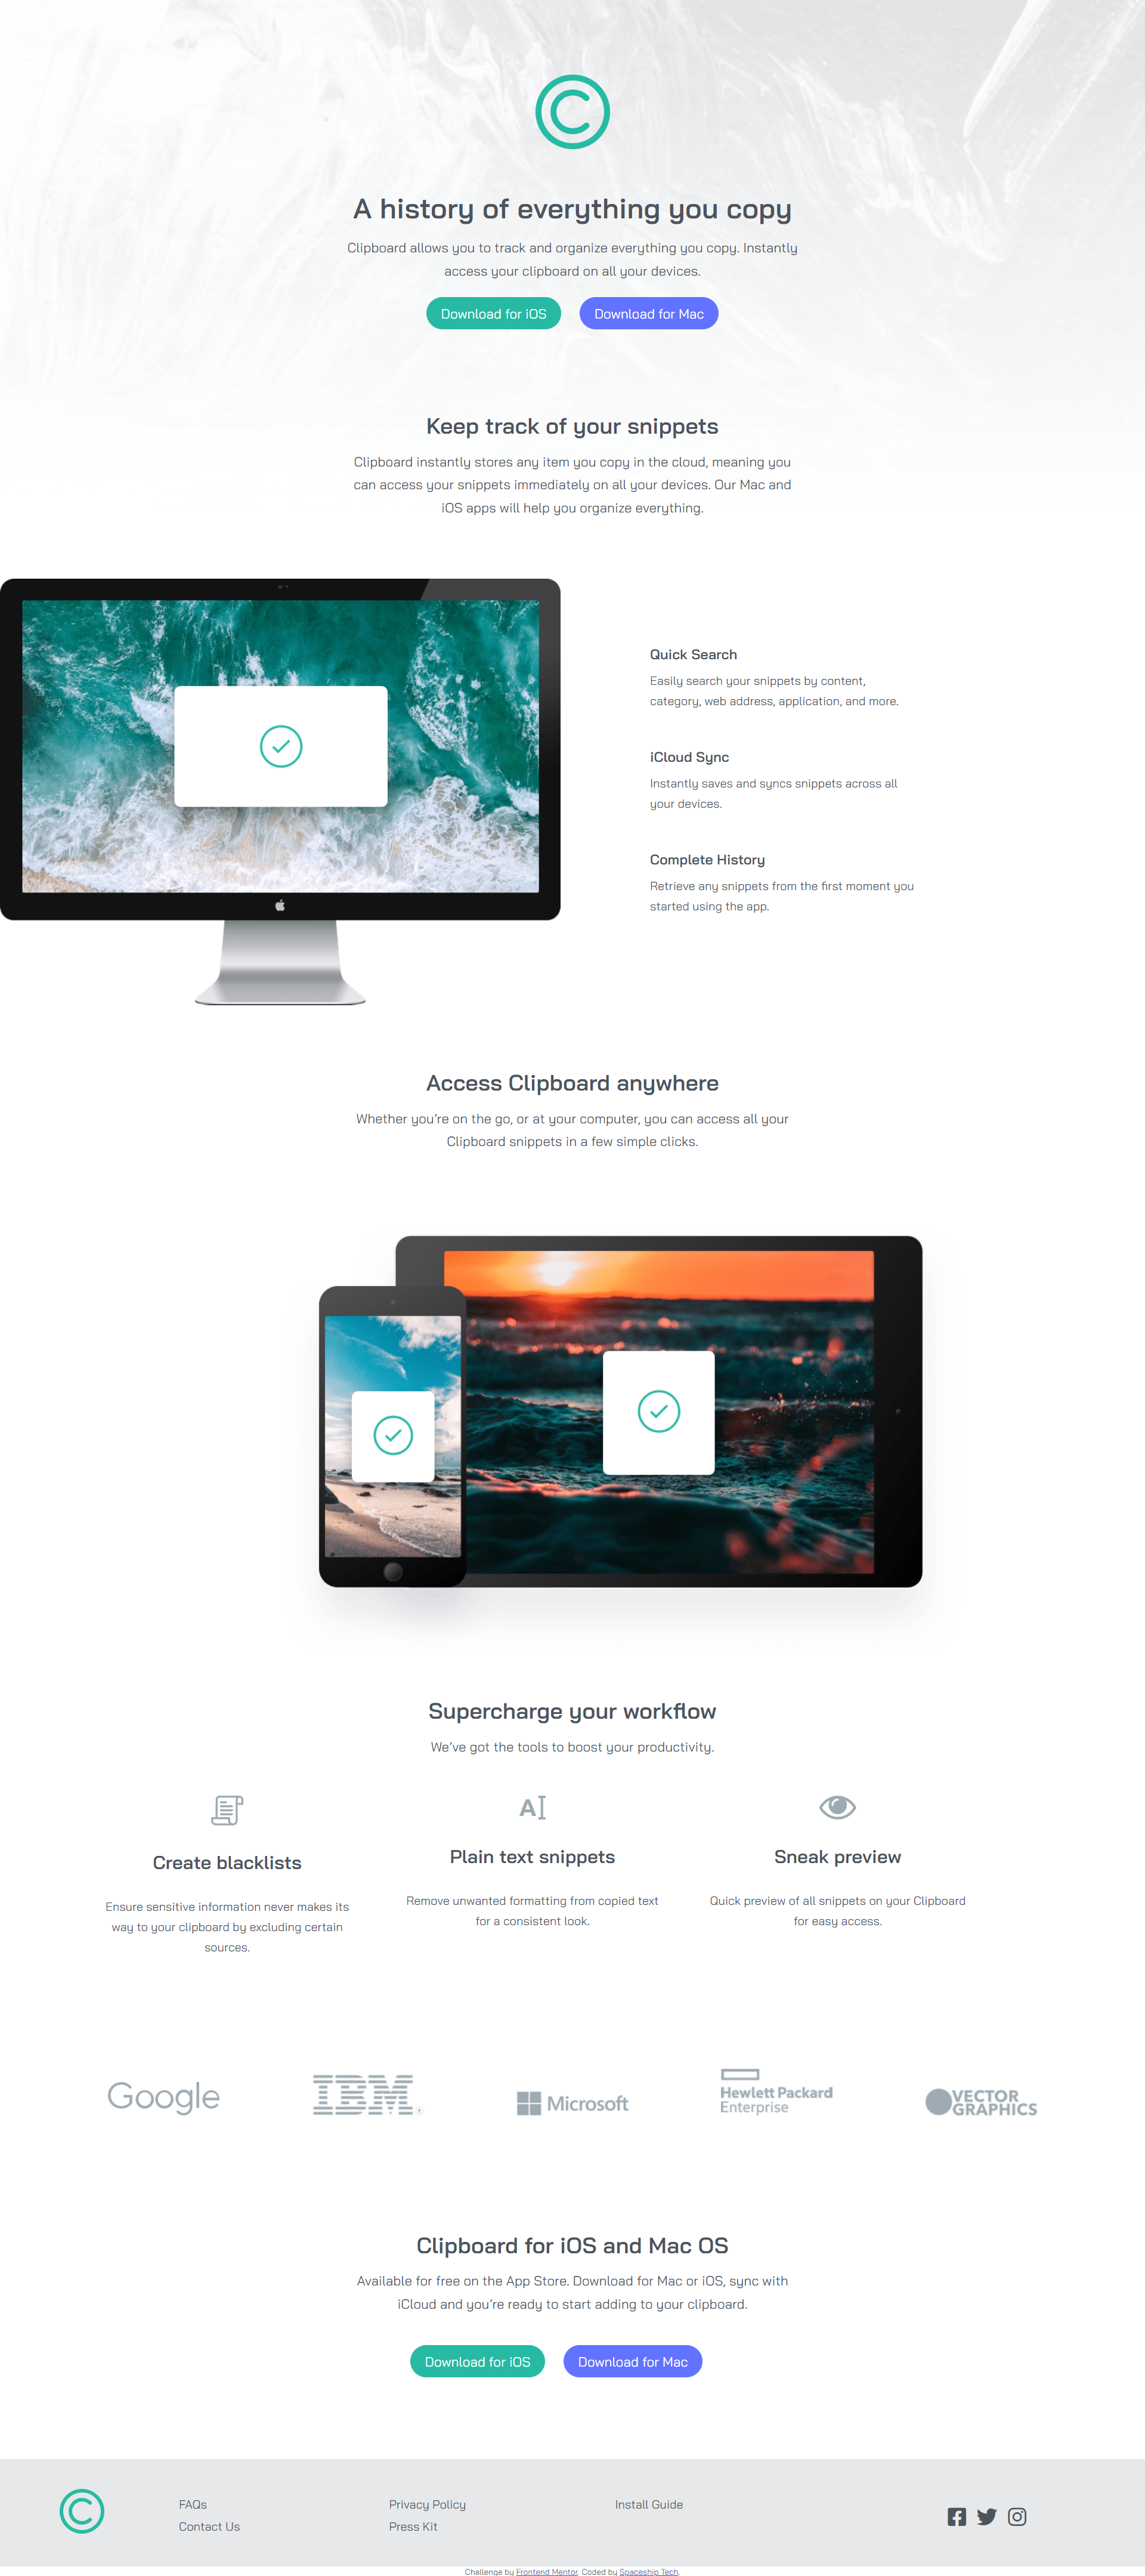 A history of everything you copy
Clipboard allows you to track and organize everything you copy. Instantly
access your clipboard on all your devices.
Download for iOS
Download for Mac
Keep track of your snippets
Clipboard instantly stores any item you copy in the cloud, meaning you
can access your snippets immediately on all your devices. Our Mac and
iOS apps will help you organize everything.
Quick Search
Easily search your snippets by content,
category, web address, application, and more.
iCloud Sync
Instantly saves and syncs snippets across all
your devices.
Complete History
Retrieve any snippets from the first moment you
started using the app.
Access Clipboard anywhere
Whether you’re on the go, or at your computer, you can access all your
Clipboard snippets in a few simple clicks.
Supercharge your workflow
We’ve got the tools to boost your productivity.
Create blacklists
Ensure sensitive information never makes its
way to your clipboard by excluding certain
sources.
Plain text snippets
Remove unwanted formatting from copied text
for a consistent look.
Sneak preview
Quick preview of all snippets on your Clipboard
for easy access.
Google
IBM
Microsoft
Hewlett Packard
Enterprise
VECTOR
GRAPHICS
Clipboard for iOS and Mac OS
Available for free on the App Store. Download for Mac or iOS, sync with
iCloud and you’re ready to start adding to your clipboard.
Download for iOS
Download for Mac
FAQs
Contact Us
Privacy Policy
Press Kit
Install Guide
Challenge by Frontend Mentor. Coded by Spaceship Tech.